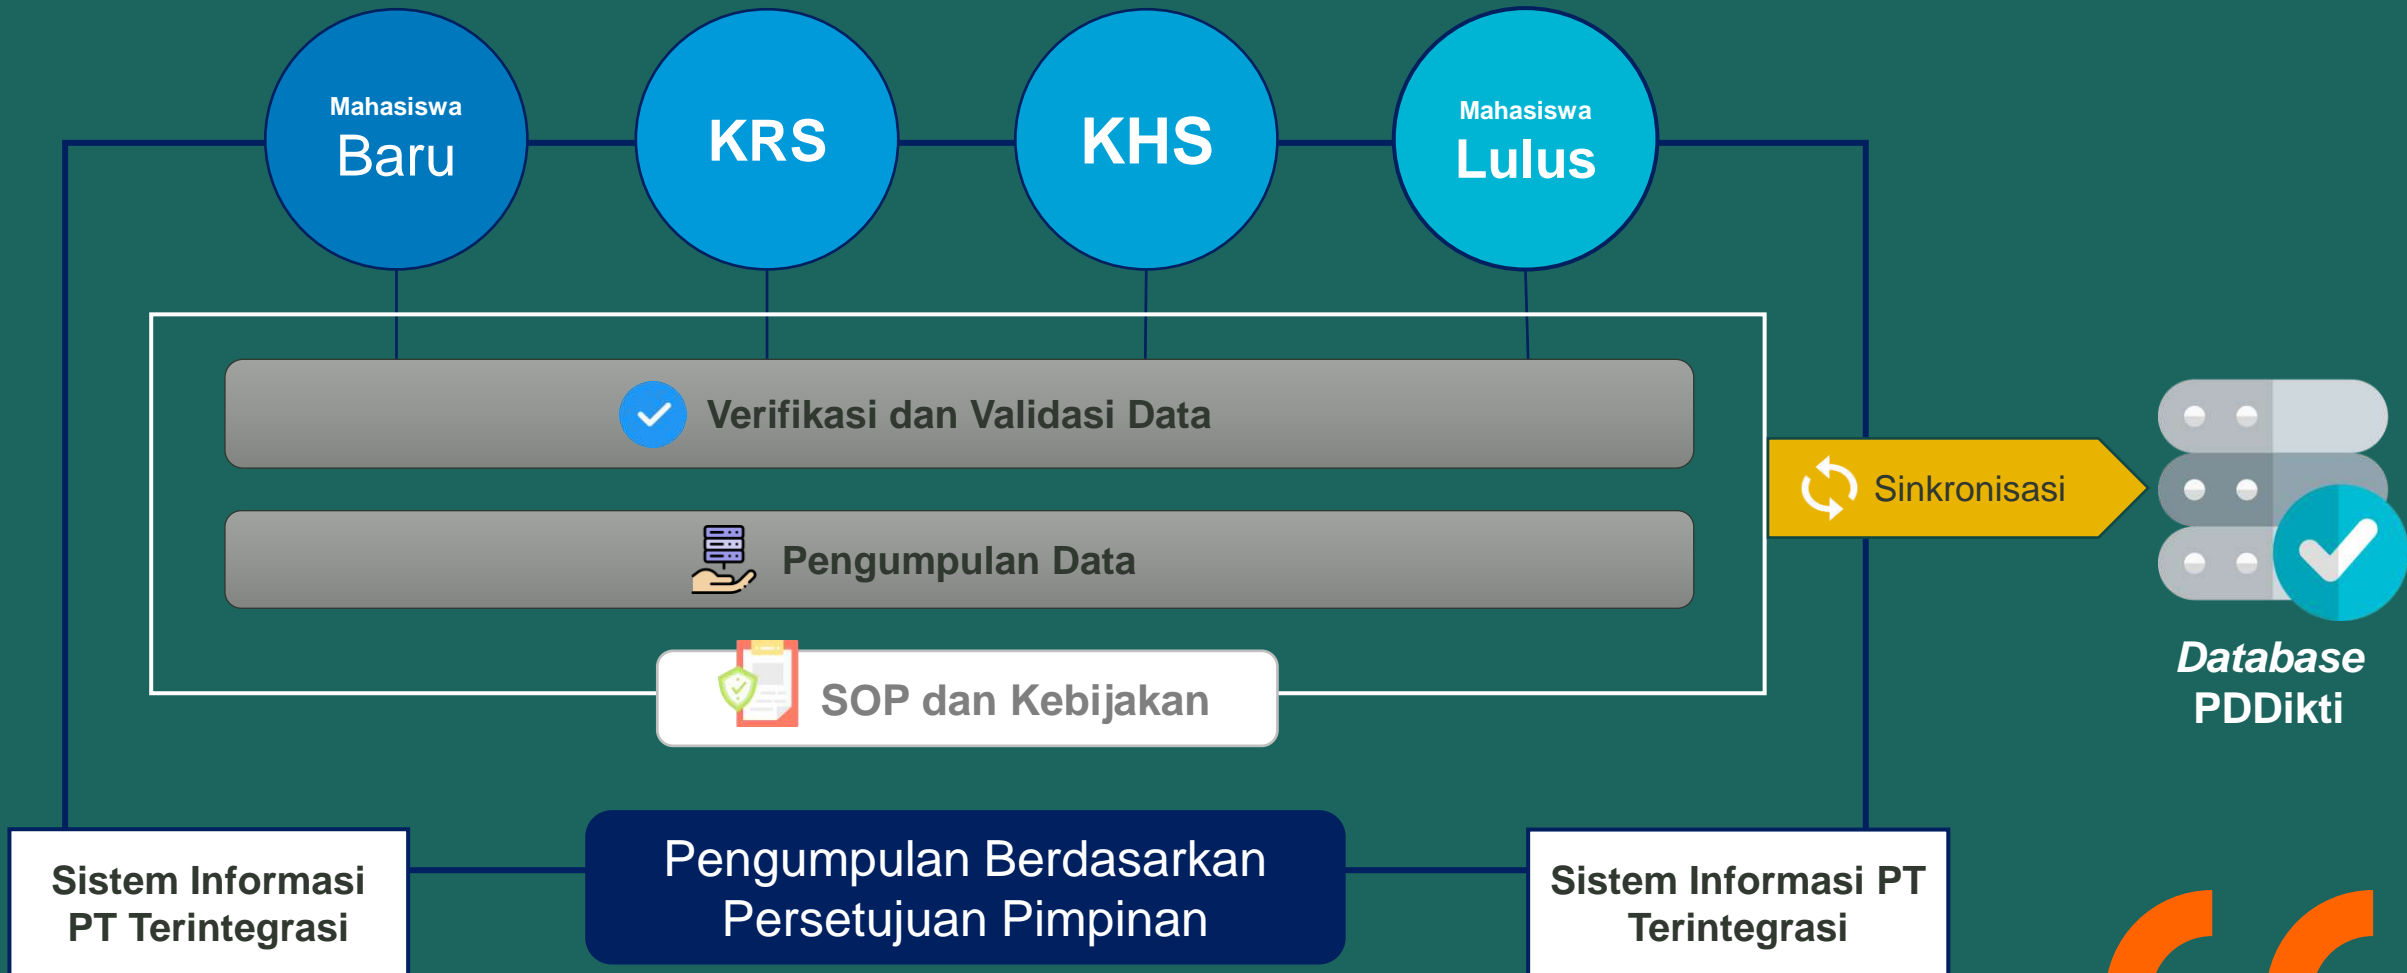 Mahasiswa
Baru
KRS
KHS
Mahasiswa
Lulus
Verifikasi dan Validasi Data
Pengumpulan Data
SOP dan Kebijakan
Sinkronisasi
Database
PDDikti
Sistem Informasi
PT Terintegrasi
Pengumpulan Berdasarkan
Persetujuan Pimpinan
Sistem Informasi PT
Terintegrasi